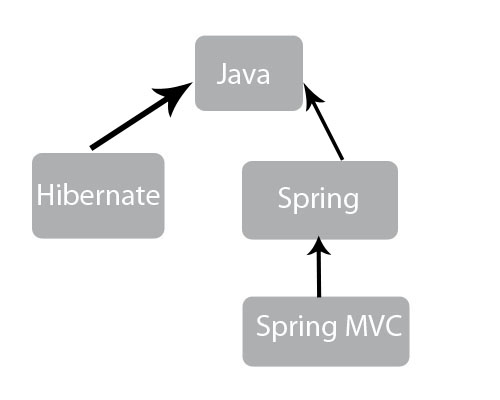 Java
Hibernate
Spring
Spring MVC